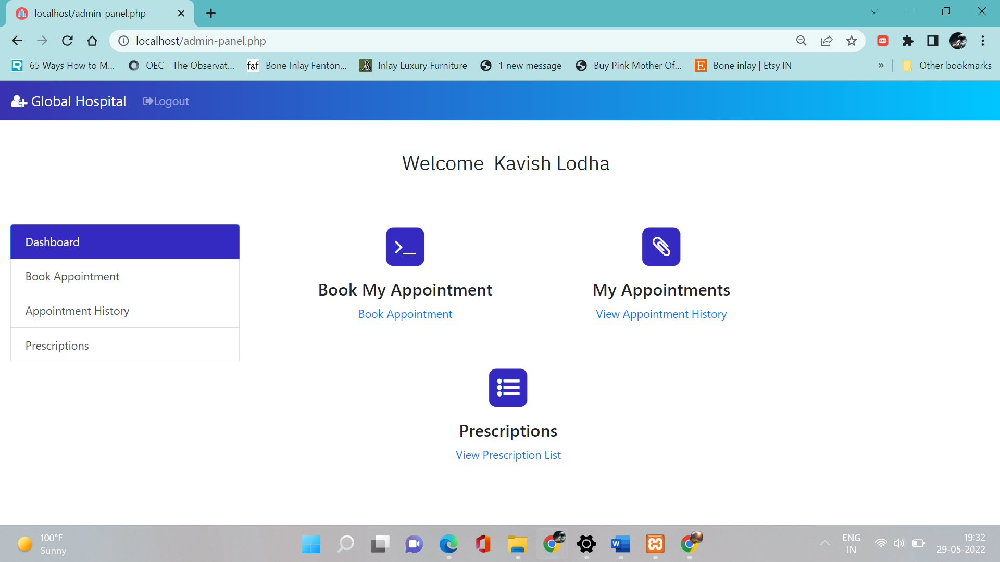 localhost/admin-panel.php
localhost/admin-panel.php
65 Ways How to M...
OEC - The Observat...
f&f Bone Inlay Fenton...
Inlay Luxury Furniture
1 new message
Buy Pink Mother Of...
E Bone inlay | Etsy IN
»
Other bookmarks
Global Hospital
Logout
Welcome Kavish Lodha
Dashboard
Book Appointment
Appointment History
Prescriptions
Book My Appointment
Book Appointment
My Appointments
View Appointment History
Prescriptions
View Prescription List
100°F
Sunny
ENG
IN
19:32
29-05-2022